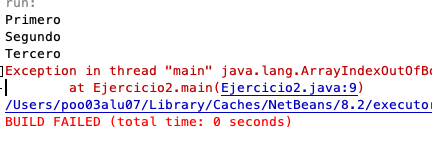 run:
Primero
Segundo
Tercero
Exception in thread "main" java.lang.ArrayIndexOutOfBo
at Ejercicio2.main(Ejercicio2.java:9)
/Users/poo03alu07/Library/Caches/NetBeans/8.2/executor
BUILD FAILED (total time: 0 seconds)